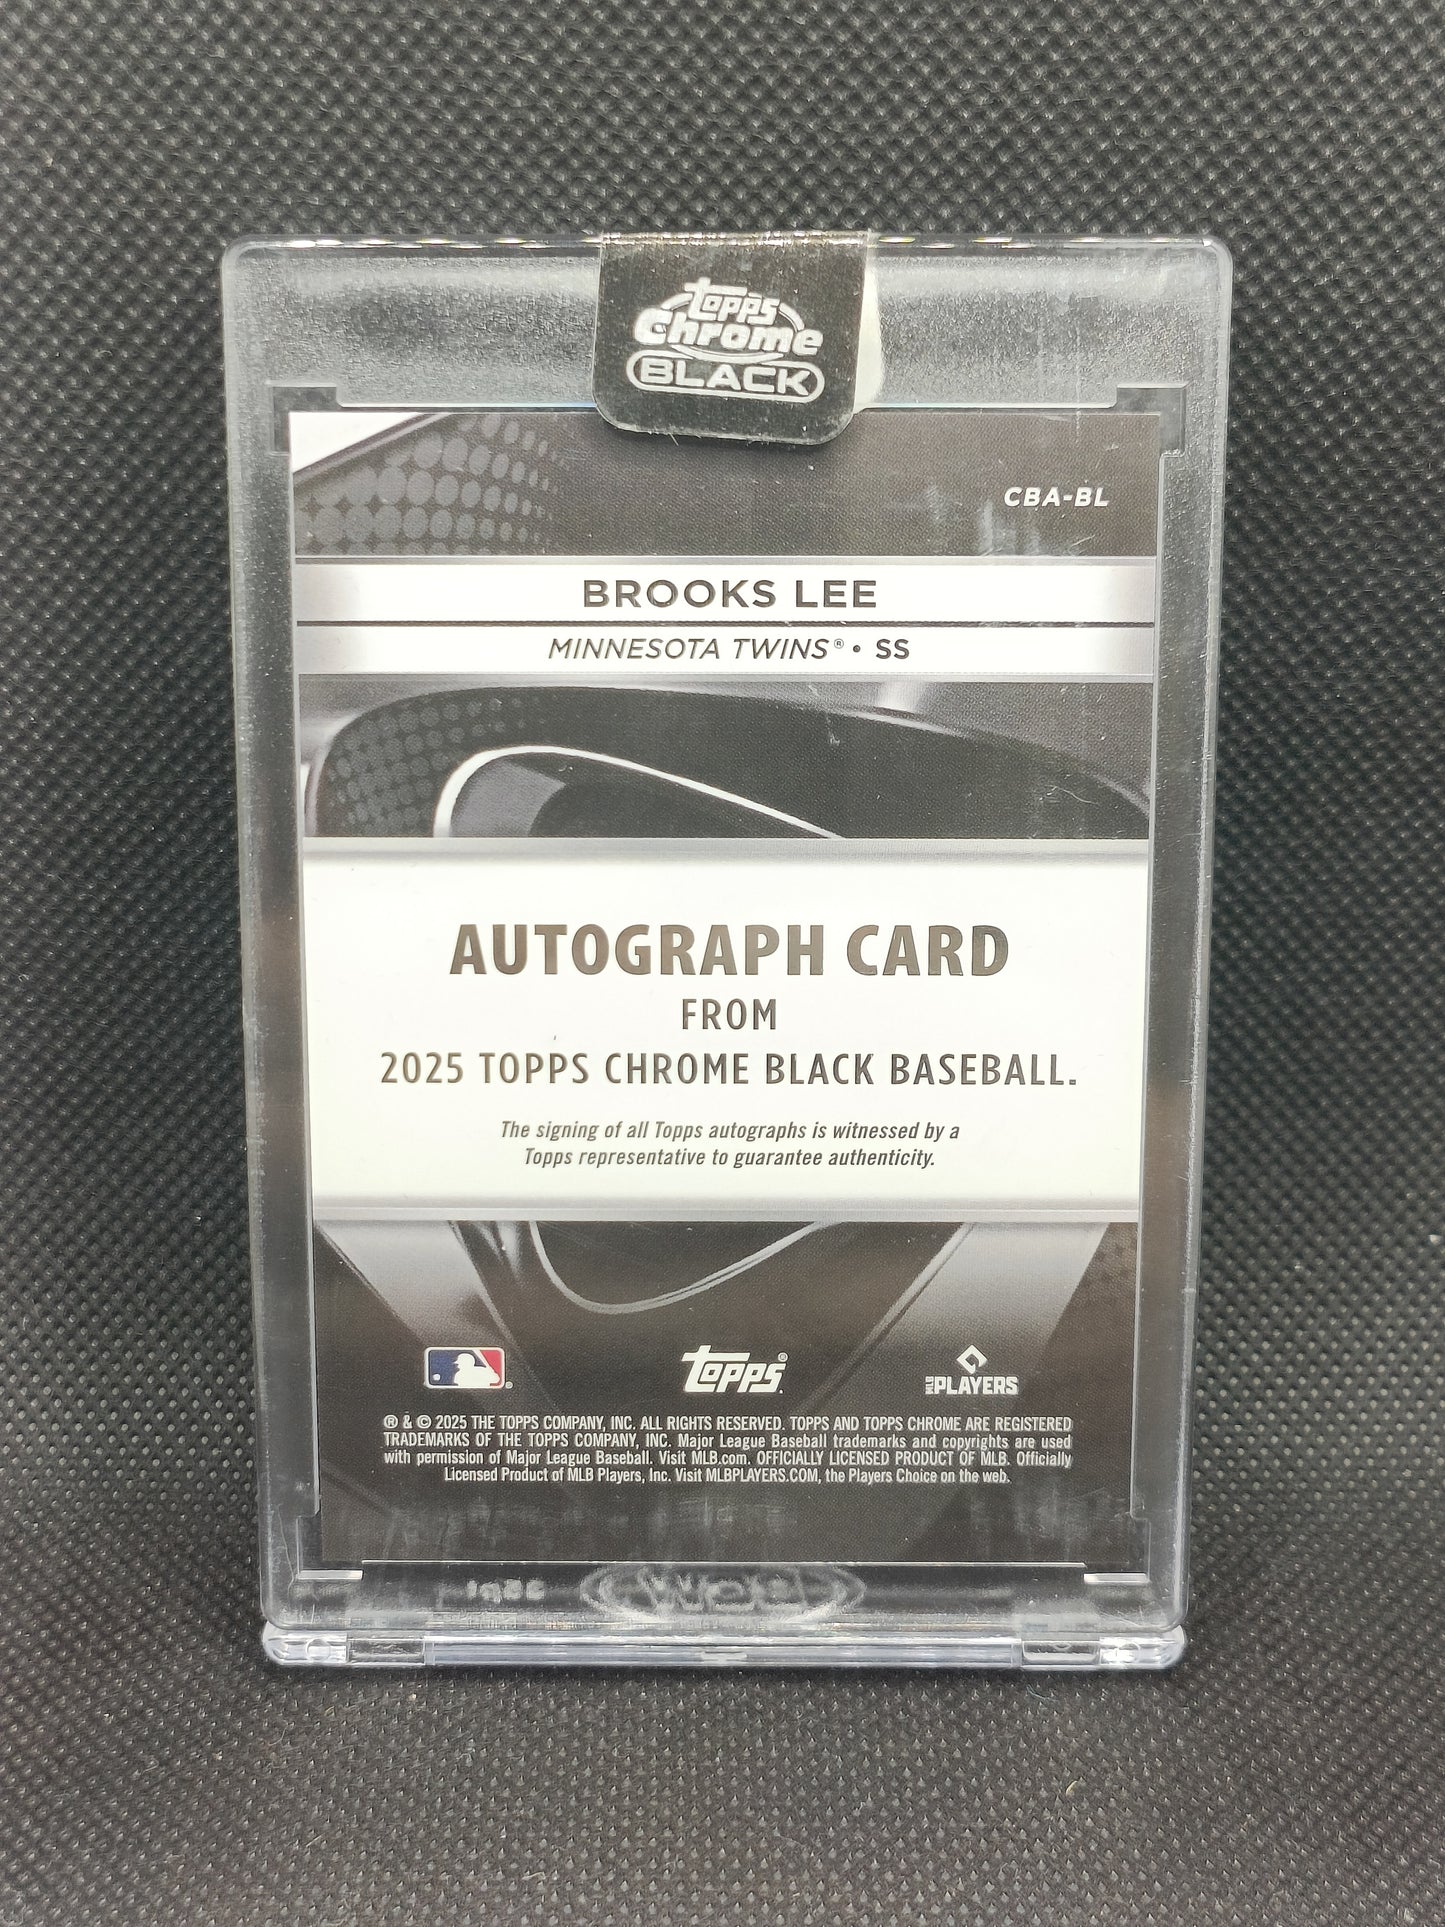 Topps
Chrome
BLACK
CBA-BL
BROOKS LEE
MINNESOTA TWINS® • SS
AUTOGRAPH CARD
FROM
2025 TOPPS CHROME BLACK BASEBALL.
The signing of all Topps autographs is witnessed by a
Topps representative to guarantee authenticity.
Topps®
MLB PLAYERS
® & © 2025 THE TOPPS COMPANY, INC. ALL RIGHTS RESERVED. TOPPS AND TOPPS CHROME ARE REGISTERED
TRADEMARKS OF THE TOPPS COMPANY, INC. Major League Baseball trademarks and copyrights are used
with permission of Major League Baseball. Visit MLB.com. OFFICIALLY LICENSED PRODUCT OF MLB. Officially
Licensed Product of MLB Players, Inc. Visit MLBPLAYERS.COM, the Players Choice on the web.